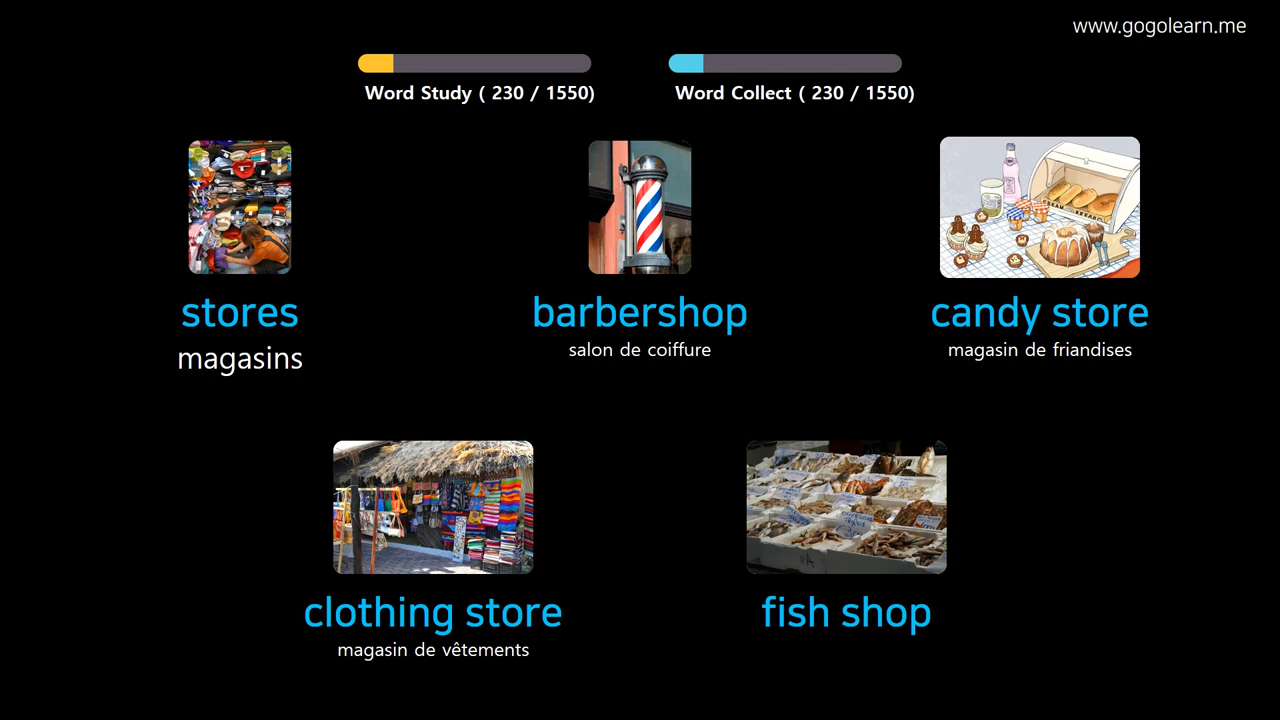 www.gogolearn.me
Word Study ( 230 / 1550)
Word Collect ( 230 / 1550)
stores
magasins
barbershop
salon de coiffure
candy store
magasin de friandises
clothing store
magasin de vêtements
fish shop